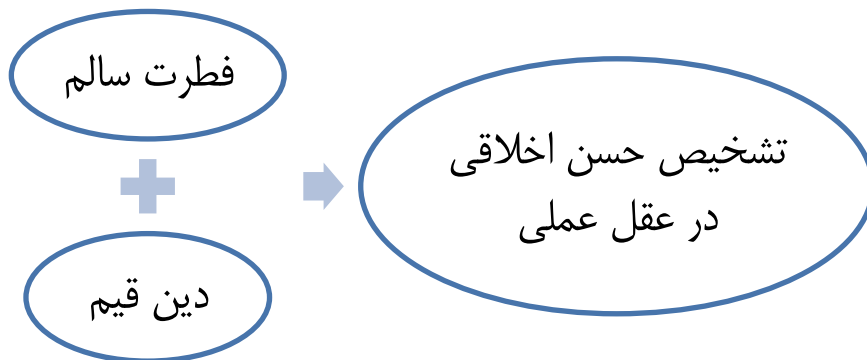 فطرت سالم
دین قیم
تشخیص حسن اخلاقی
در عقل عملی